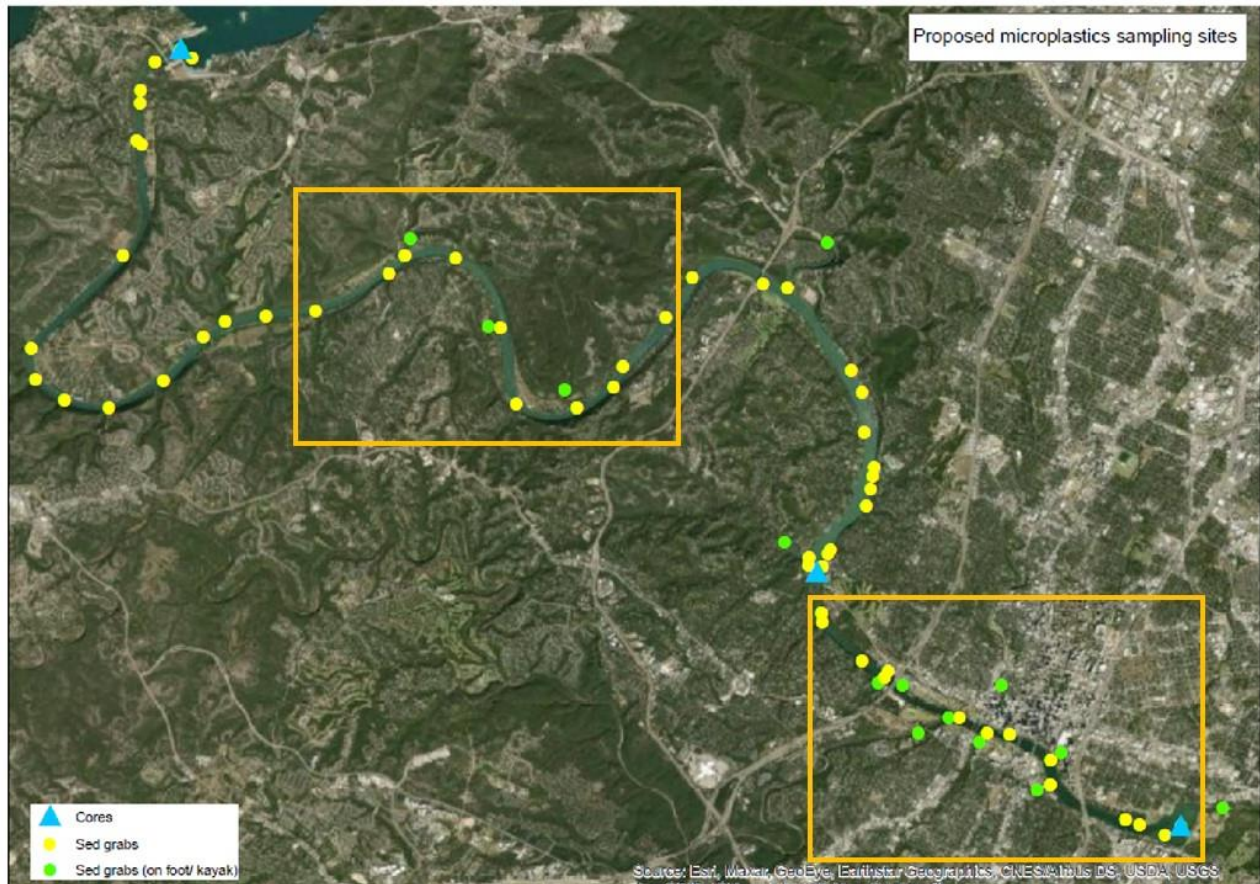 Proposed microplastics sampling sites
Cores
Sed grabs
Sed grabs (on foot/ kayak)
Source: Esri, Maxar, GeoEye, Earthstar Geographics, CNES/Airbus DS, USDA, USGS,